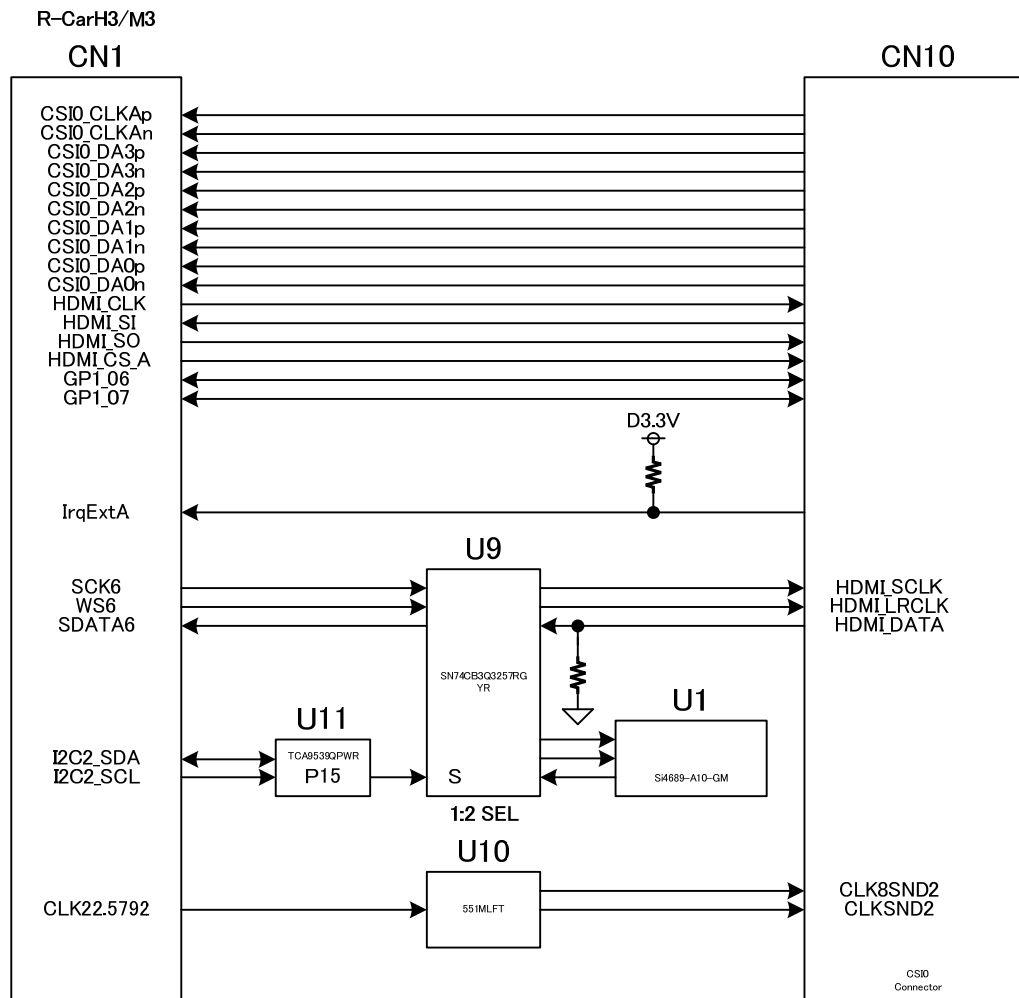 R-CarH3/M3
CN1
CN10
CSI0_CLKAp
CSI0_CLKAn
CSI0_DA3p
CSI0_DA3n
CSI0_DA2p
CSI0_DA2n
CSI0_DA1p
CSI0_DA1n
CSI0_DA0p
CSI0_DA0n
HDMI_CLK
HDMI_SI
HDMI_SO
HDMI_CS_A
GP1_06
GP1_07
D3.3V
IrqExtA
U9
SCK6
HDMI_SCLK
WS6
HDMI_LRCLK
SDATA6
HDMI_DATA
SN74CB3Q3257RG
YR
U11
U1
I2C2_SDA
TCA9539QPWR
I2C2_SCL
P15
S
Si4689-A10-GM
1:2 SEL
U10
CLK8SND2
CLK22.5792
551MLFT
CLKSND2
CSI0
Connector